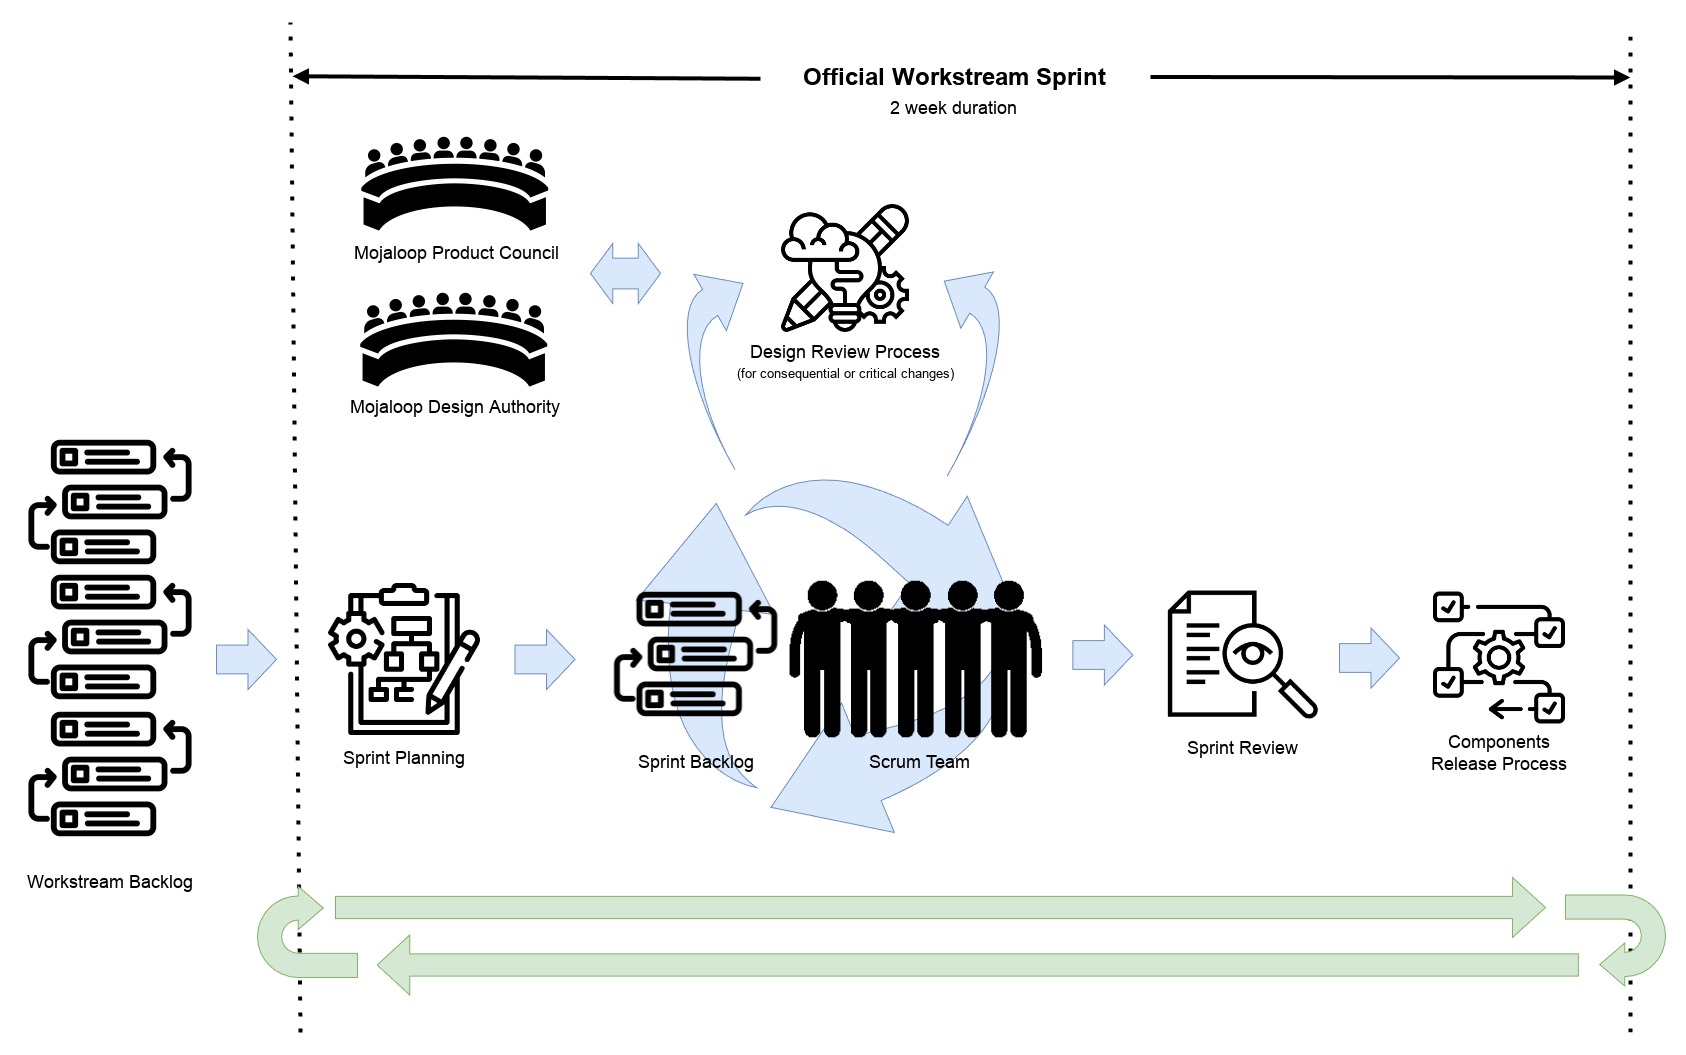 Official Workstream Sprint
2 week duration
Mojaloop Product Council
Mojaloop Design Authority
Design Review Process
(for consequential or critical changes)
Workstream Backlog
Sprint Planning
Sprint Backlog
Scrum Team
Sprint Review
Components
Release Process